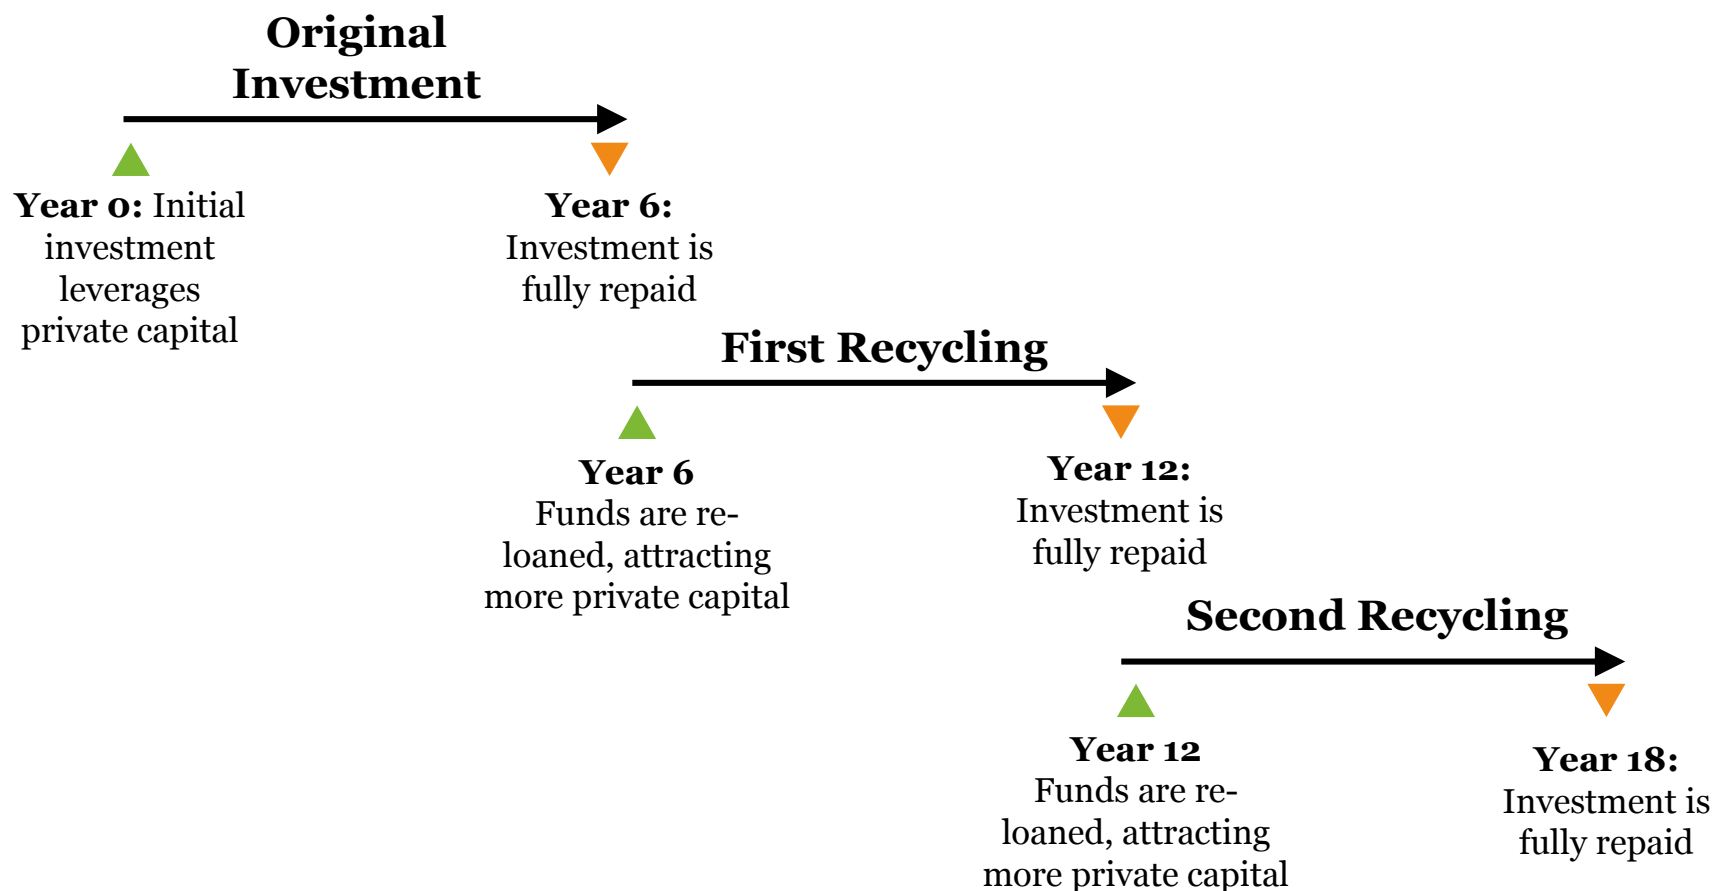 Original
Investment
Year 0: Initial
investment
leverages
private capital
Year 6:
Investment is
fully repaid
First Recycling
Year 6
Funds are re-
loaned, attracting
more private capital
Year 12:
Investment is
fully repaid
Second Recycling
Year 12
Funds are re-
loaned, attracting
more private capital
Year 18:
Investment is
fully repaid